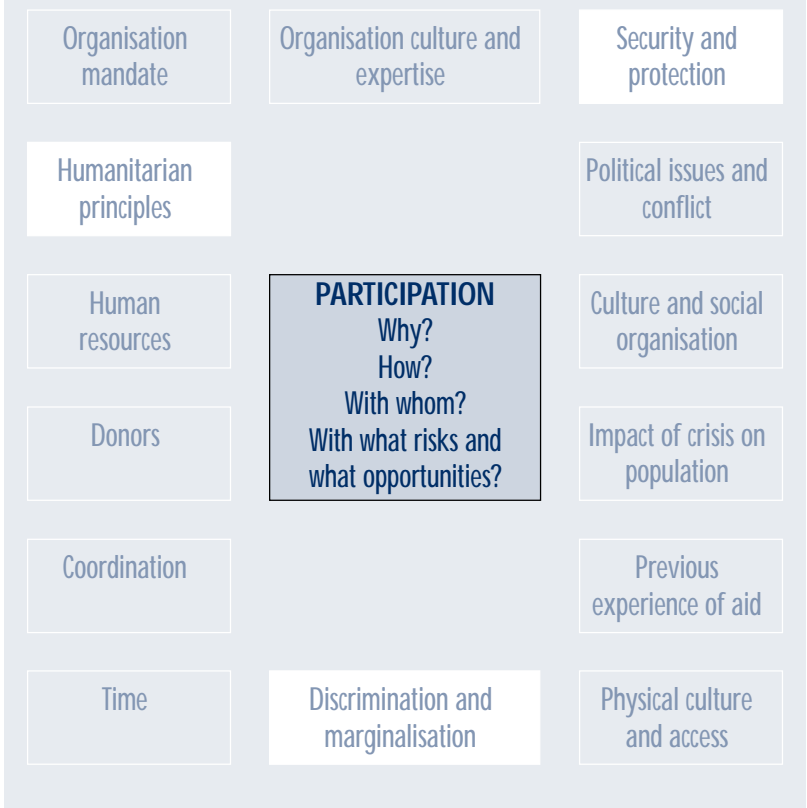 Organisation
mandate
Organisation culture and
expertise
Security and
protection
Humanitarian
principles
Political issues and
conflict
Human
resources
PARTICIPATION
Why?
How?
With whom?
With what risks and
what opportunities?
Culture and social
organisation
Donors
Impact of crisis on
population
Coordination
Previous
experience of aid
Time
Discrimination and
marginalisation
Physical culture
and access